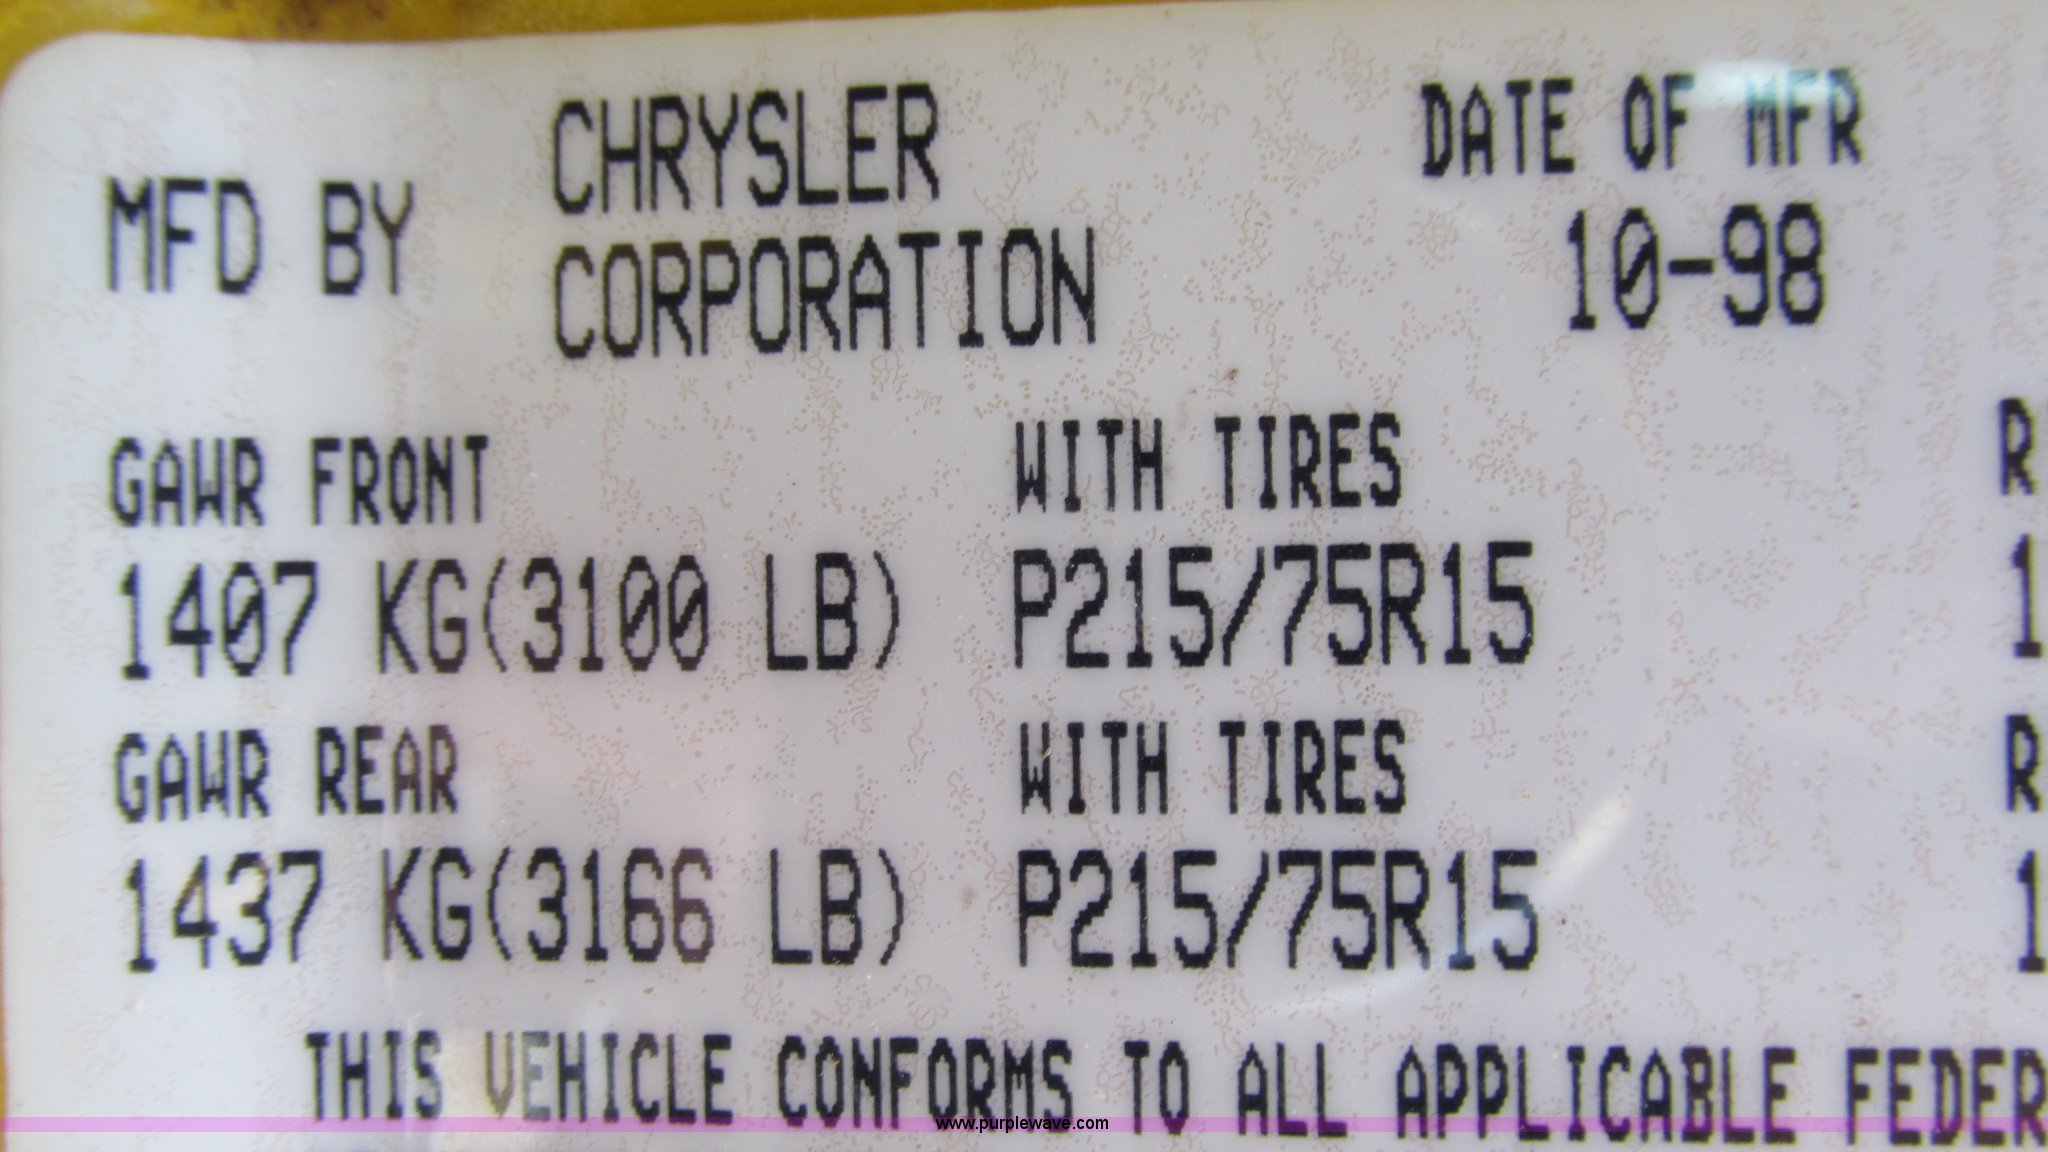 MFD BY CHRYSLER CORPORATION
DATE OF MFR
10-98
GAWR FRONT WITH TIRES R
1407 KG(3100 LB) P215/75R15 1
GAWR REAR WITH TIRES R
1437 KG(3166 LB) P215/75R15 1
THIS VEHICLE CONFORMS TO ALL APPLICABLE FEDER
www.purplewave.com